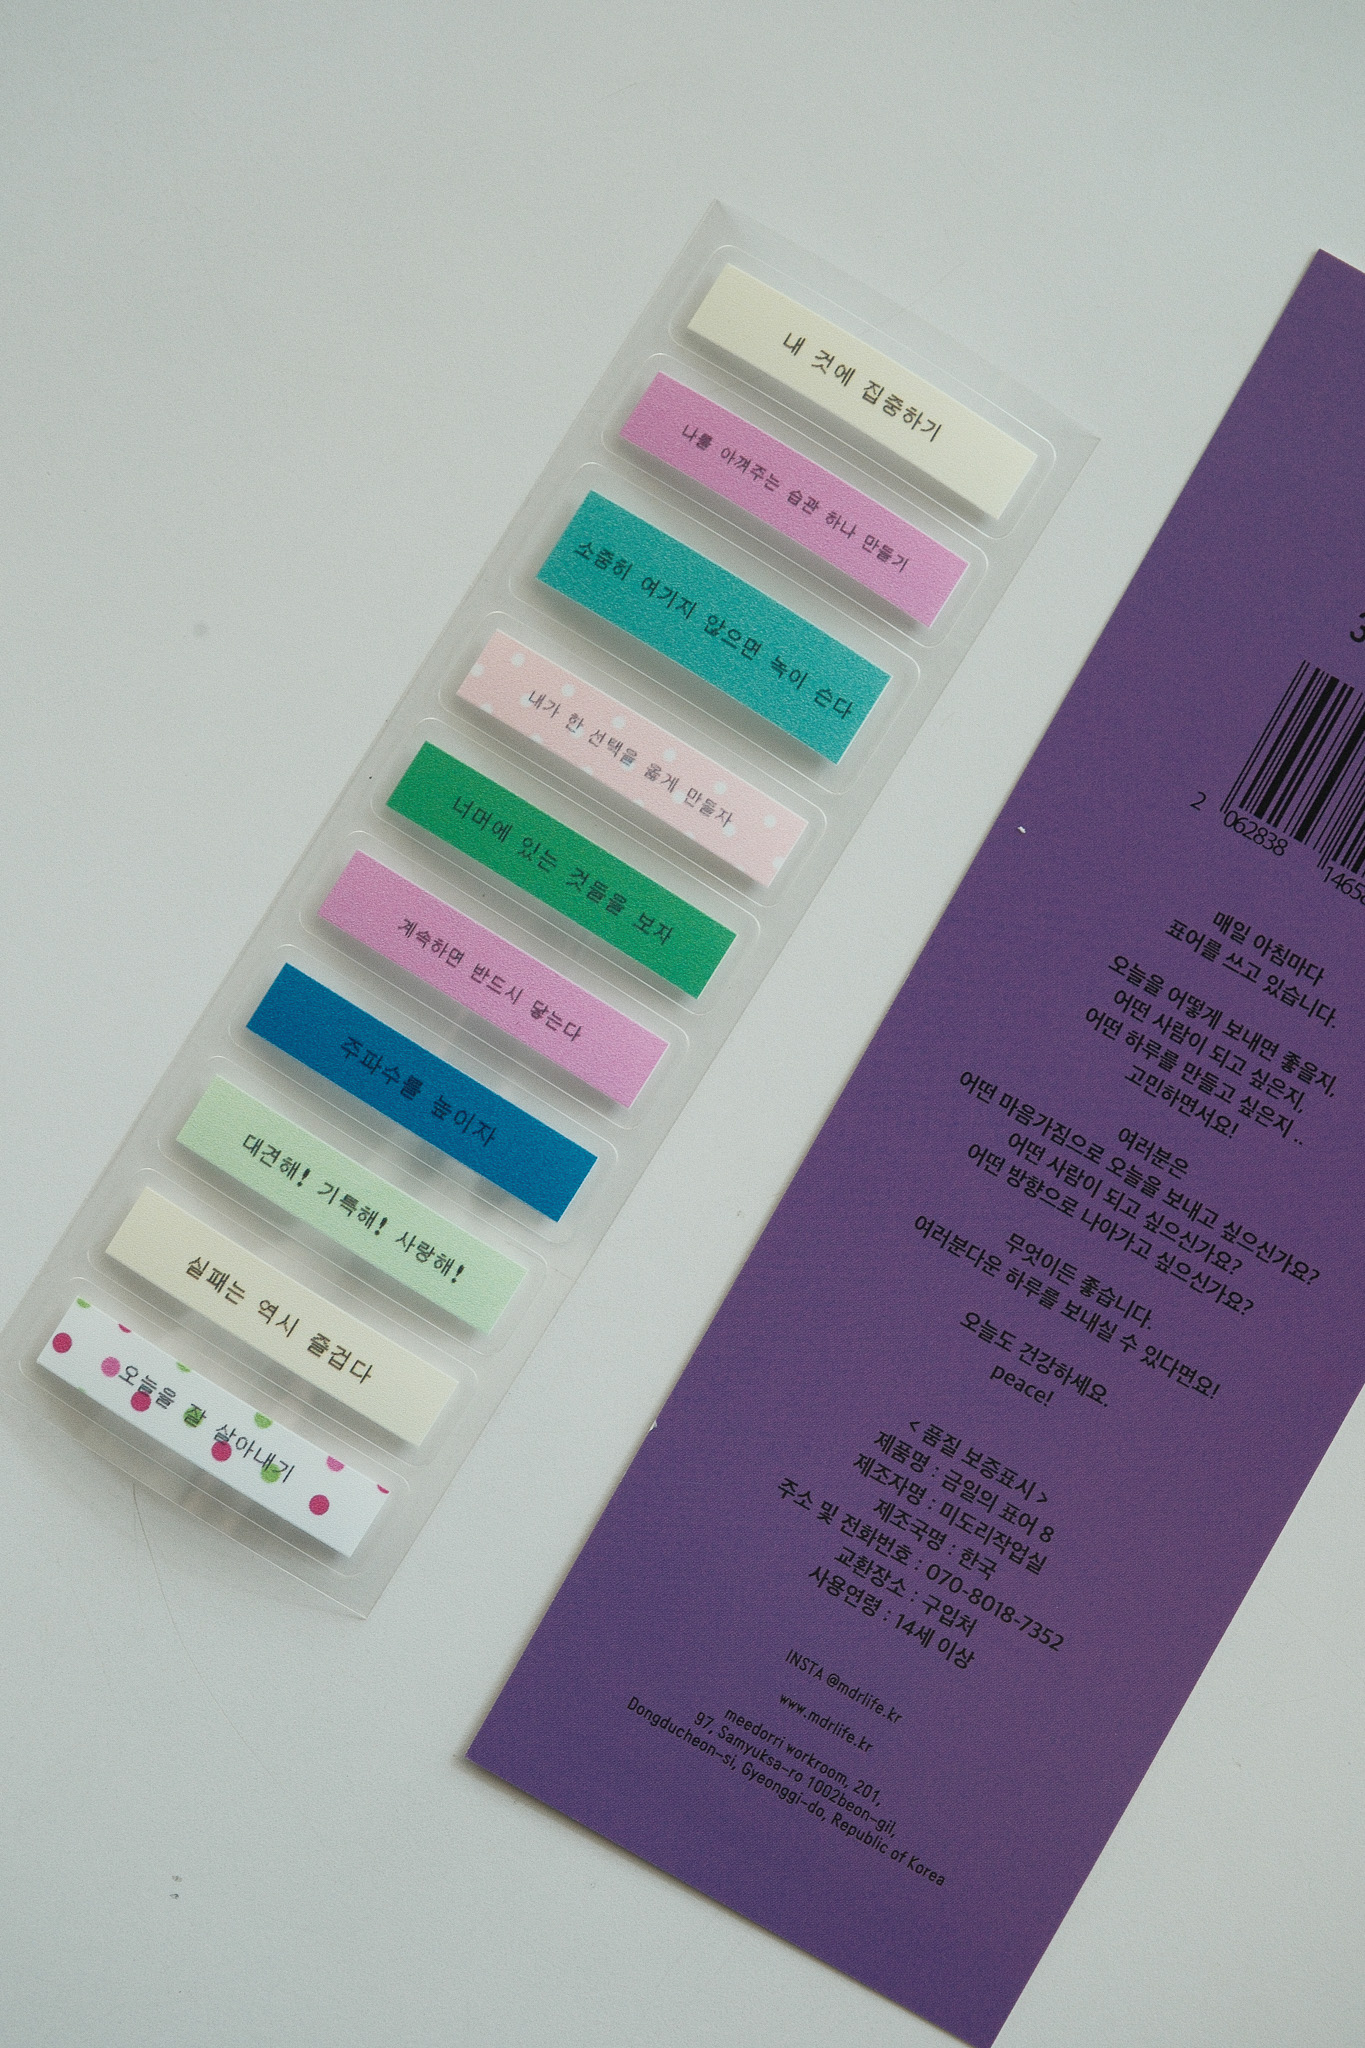 내 것에 집중하기
나를 아껴주는 습관 하나 만들기
소중히 여기지 않으면 녹이 슨다
내가 한 선택을 옳게 만들자
너머에 있는 것들을 보자
계속하면 반드시 닿는다
주파수를 높이자
대견해! 기특해! 사랑해!
실패는 역시 즐겁다
오늘을 잘 살아내기
3
2 062838
매일 아침마다
표어를 쓰고 있습니다.
오늘을 어떻게 보내면 좋을지,
어떤 사람이 되고 싶은지,
어떤 하루를 만들고 싶은지..
고민하면서요!
여러분은
어떤 마음가짐으로 오늘을 보내고 싶으신가요?
어떤 사람이 되고 싶으신가요?
어떤 방향으로 나아가고 싶으신가요?
무엇이든 좋습니다.
여러분다운 하루를 보내실 수 있다면요!
오늘도 건강하세요.
peace!
< 품질 보증표시 >
제품명 : 금일의 표어 8
제조자명 : 미도리작업실
제조국명 : 한국
주소 및 전화번호 : 070-8018-7352
교환장소 : 구입처
사용연령 : 14세 이상
INSTA @mdrlife.kr
www.mdrlife.kr
meedorri workroom, 201,
97, Samyuksa-ro 1002beon-gil,
Dongducheon-si, Gyeonggi-do, Republic of Korea